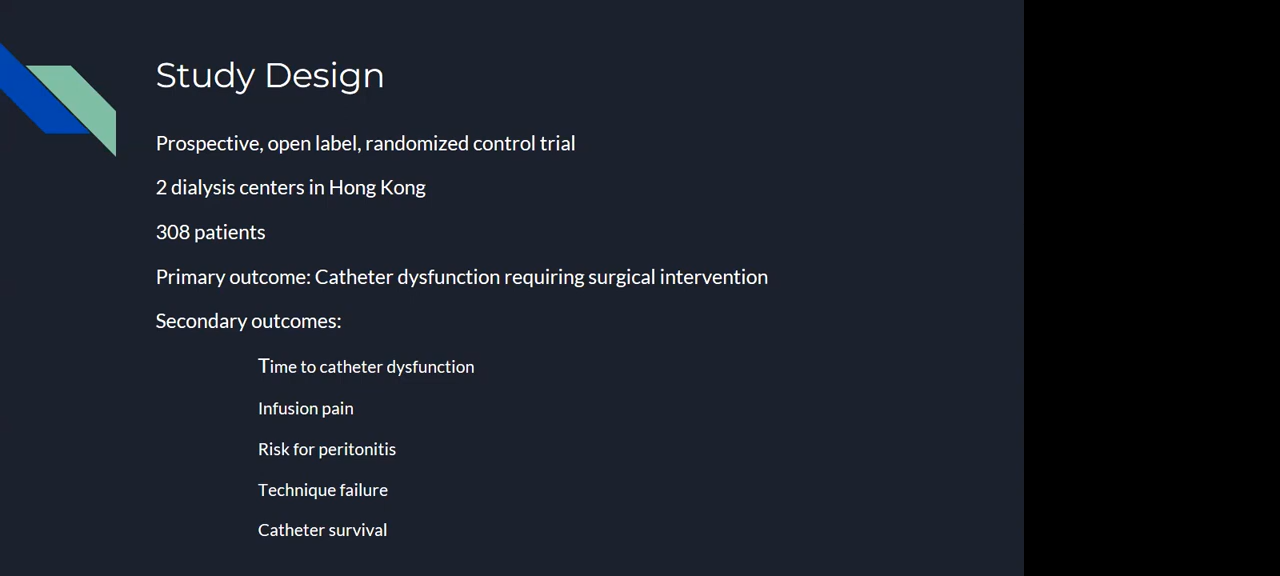 Study Design
Prospective, open label, randomized control trial
2 dialysis centers in Hong Kong
308 patients
Primary outcome: Catheter dysfunction requiring surgical intervention
Secondary outcomes:
Time to catheter dysfunction
Infusion pain
Risk for peritonitis
Technique failure
Catheter survival